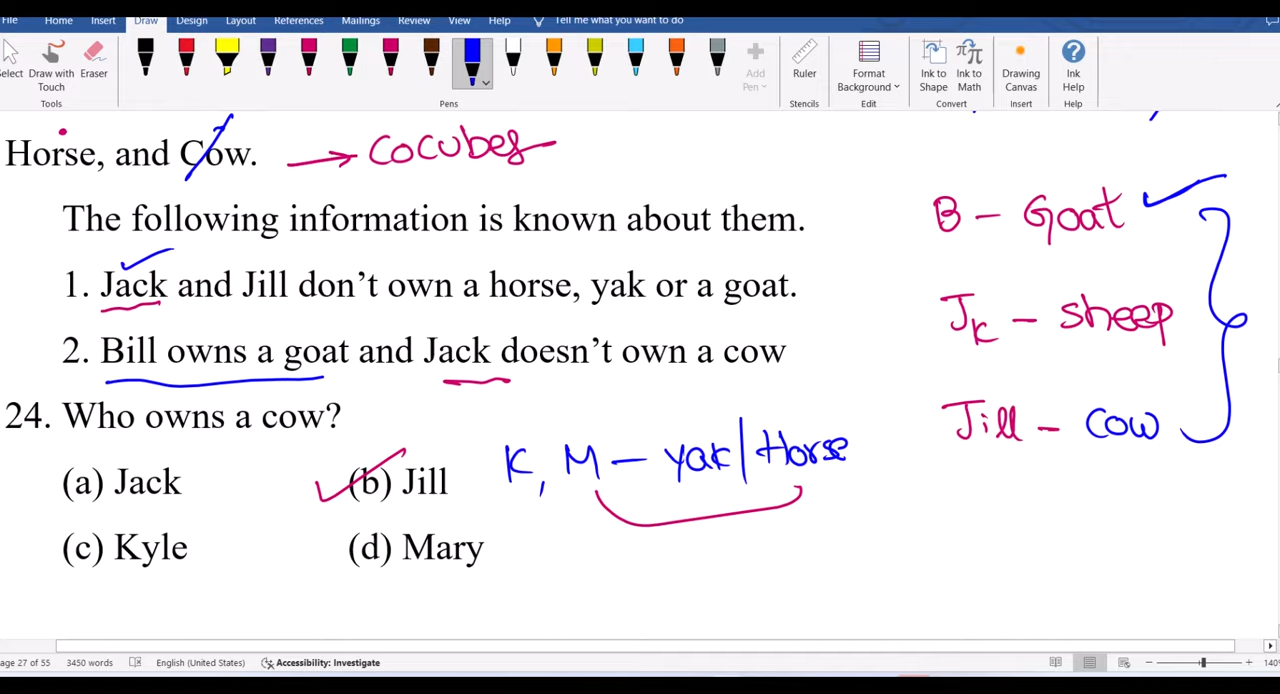 File Home Insert Draw Design Layout References Mailings Review View Help Tell me what you want to do
Select Draw with Touch Eraser Add Pen Ruler Format Background Ink to Shape Ink to Math Drawing Canvas Ink Help
Tools Pens Stencils Edit Convert Insert Help
Horse, and Cow. → Cocubes
The following information is known about them.
B - Goat
1. Jack and Jill don't own a horse, yak or a goat.
Jk - sheep
2. Bill owns a goat and Jack doesn't own a cow
24. Who owns a cow?
Jill - cow
K, M - yak | Horse
(a) Jack (b) Jill
(c) Kyle (d) Mary
Page 27 of 55 3450 words English (United States) Accessibility: Investigate 140%